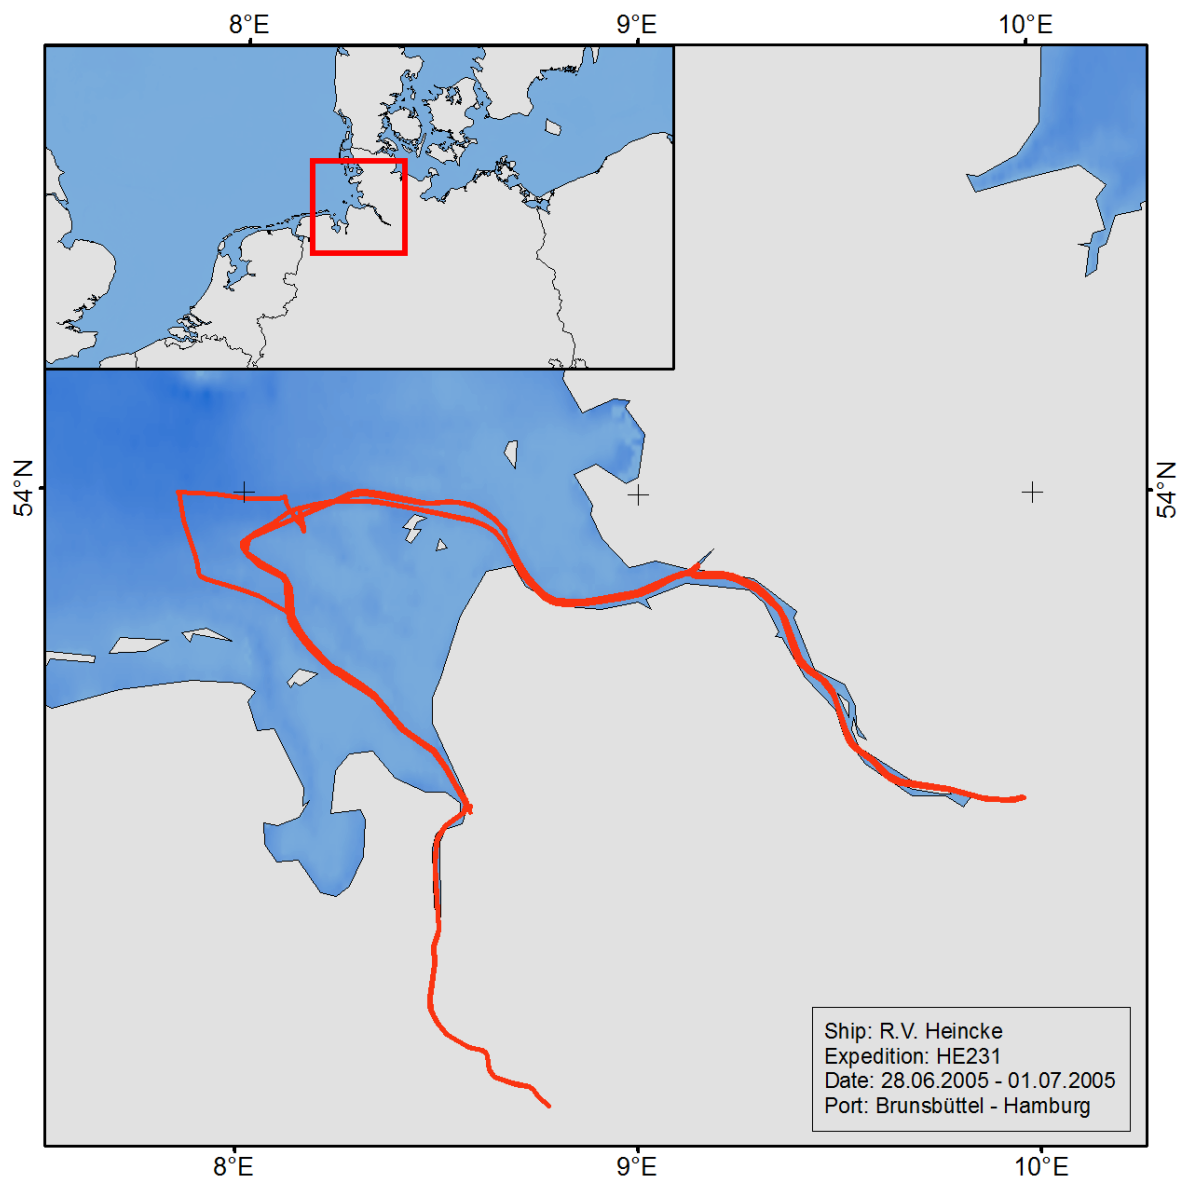 8°E 9°E 10°E
54°N 54°N
Ship: R.V. Heincke
Expedition: HE231
Date: 28.06.2005 - 01.07.2005
Port: Brunsbüttel - Hamburg
8°E 9°E 10°E